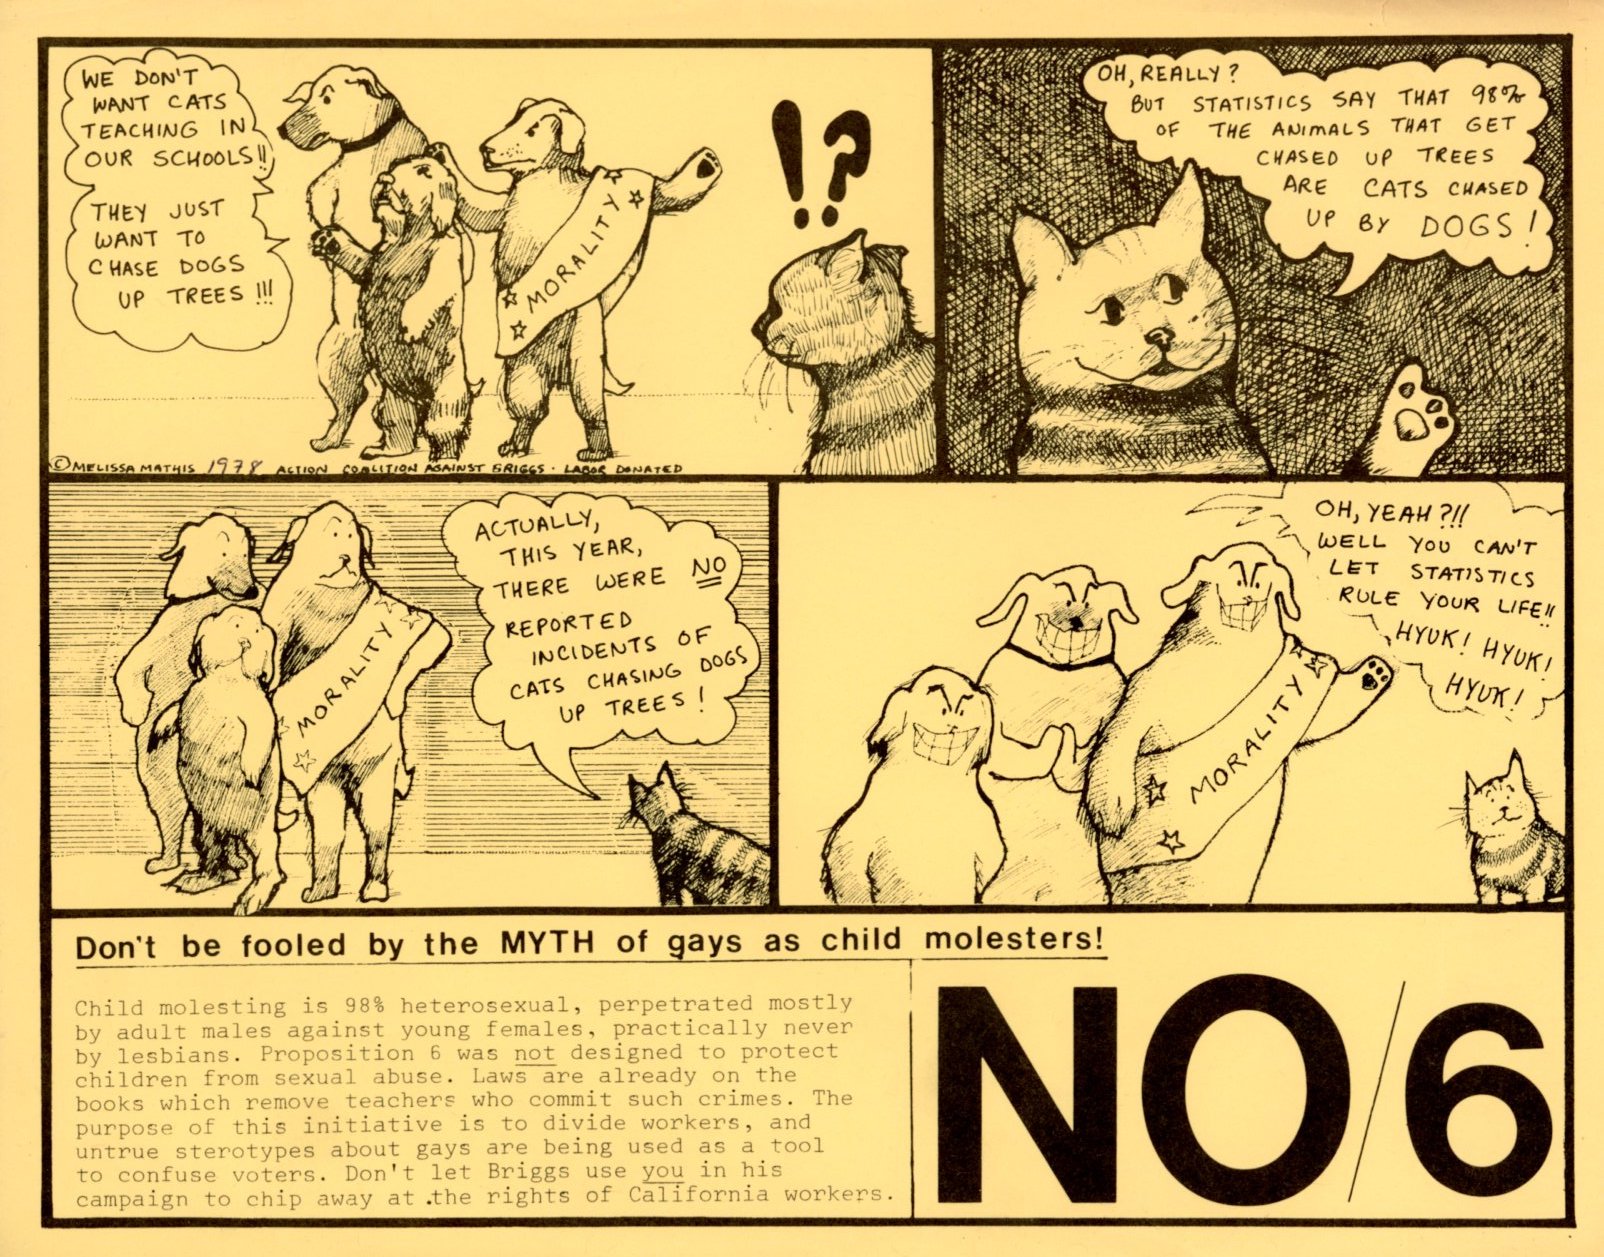 WE DON'T
WANT CATS
TEACHING IN
OUR SCHOOLS!!
THEY JUST
WANT TO
CHASE DOGS
UP TREES!!!
MORALITY
!?
© MELISSA MATHIS 1978 ACTION COALITION AGAINST BRIGGS · LABOR DONATED
OH, REALLY?
BUT STATISTICS SAY THAT 98%
OF THE ANIMALS THAT GET
CHASED UP TREES
ARE CATS CHASED
UP BY DOGS!
MORALITY
ACTUALLY,
THIS YEAR,
THERE WERE NO
REPORTED
INCIDENTS OF
CATS CHASING DOGS
UP TREES!
OH, YEAH?!!
WELL YOU CAN'T
LET STATISTICS
RULE YOUR LIFE!!
HYUK! HYUK!
HYUK!
MORALITY
Don't be fooled by the MYTH of gays as child molesters!
Child molesting is 98% heterosexual, perpetrated mostly
by adult males against young females, practically never
by lesbians. Proposition 6 was not designed to protect
children from sexual abuse. Laws are already on the
books which remove teachers who commit such crimes. The
purpose of this initiative is to divide workers, and
untrue sterotypes about gays are being used as a tool
to confuse voters. Don't let Briggs use you in his
campaign to chip away at .the rights of California workers.
NO/6